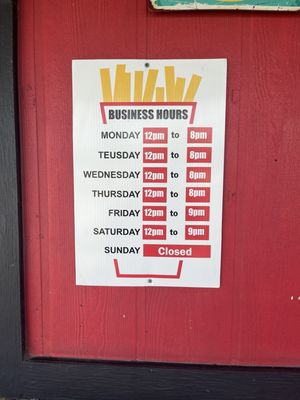 BUSINESS HOURS
MONDAY 12pm to 8pm
TEUSDAY 12pm to 8pm
WEDNESDAY 12pm to 8pm
THURSDAY 12pm to 8pm
FRIDAY 12pm to 9pm
SATURDAY 12pm to 9pm
SUNDAY Closed